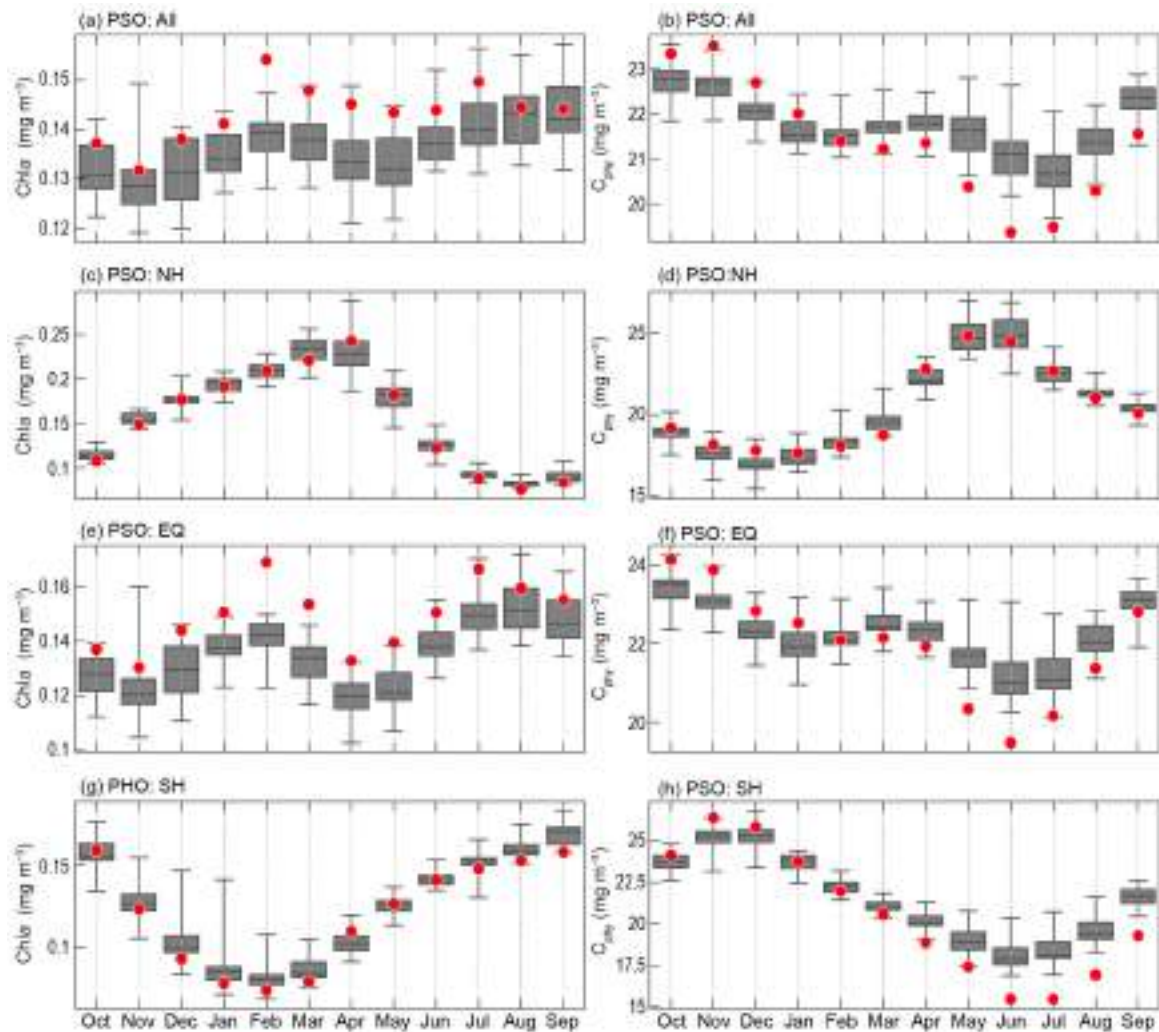 (a) PSO: All
(b) PSO: All
Chla (mg m⁻³)
0.15
0.14
0.13
0.12
C_phy (mg m⁻³)
23
22
21
20
(c) PSO: NH
(d) PSO:NH
Chla (mg m⁻³)
0.25
0.2
0.15
0.1
C_phy (mg m⁻³)
25
20
15
(e) PSO: EQ
(f) PSO: EQ
Chla (mg m⁻³)
0.16
0.14
0.12
0.1
C_phy (mg m⁻³)
24
22
20
(g) PHO: SH
(h) PSO: SH
Chla (mg m⁻³)
0.15
0.1
C_phy (mg m⁻³)
25
22.5
20
17.5
15
Oct Nov Dec Jan Feb Mar Apr May Jun Jul Aug Sep
Oct Nov Dec Jan Feb Mar Apr May Jun Jul Aug Sep